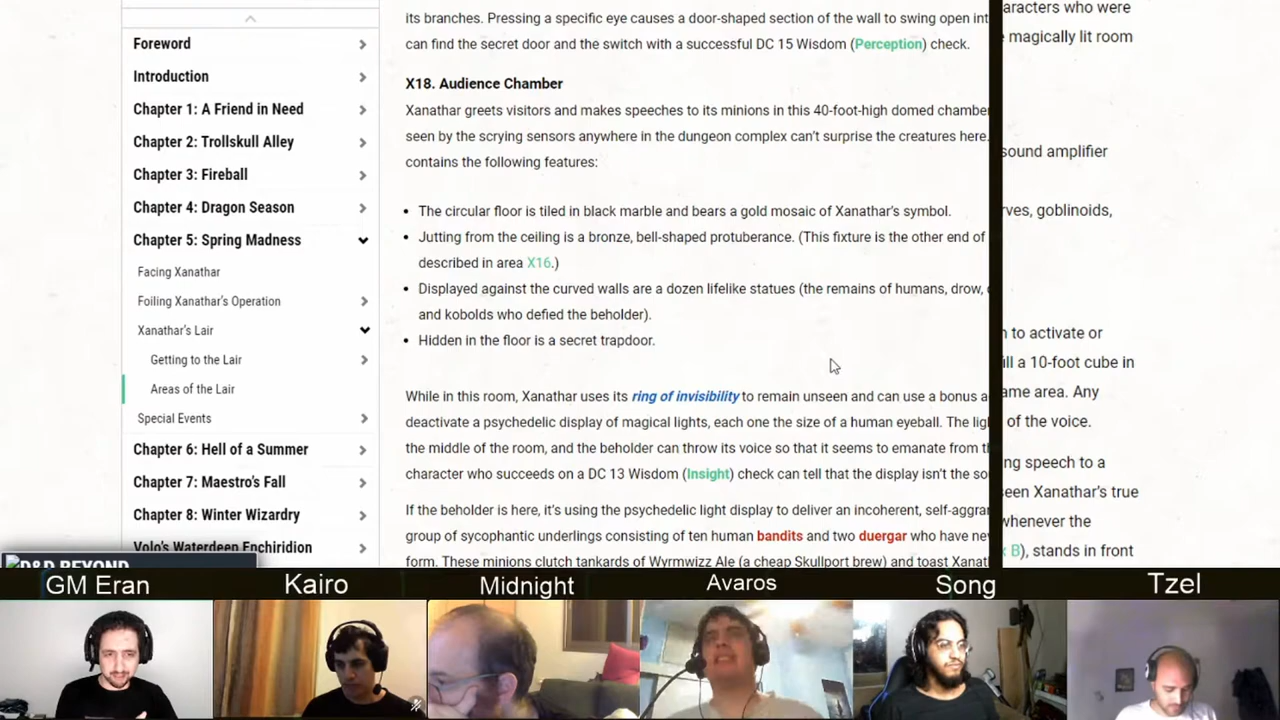 Foreword
Introduction
Chapter 1: A Friend in Need
Chapter 2: Trollskull Alley
Chapter 3: Fireball
Chapter 4: Dragon Season
Chapter 5: Spring Madness
Facing Xanathar
Foiling Xanathar's Operation
Xanathar's Lair
Getting to the Lair
Areas of the Lair
Special Events
Chapter 6: Hell of a Summer
Chapter 7: Maestro's Fall
Chapter 8: Winter Wizardry
Volo's Waterdeep Enchiridion
D&D BEYOND
its branches. Pressing a specific eye causes a door-shaped section of the wall to swing open int
can find the secret door and the switch with a successful DC 15 Wisdom (Perception) check.
X18. Audience Chamber
Xanathar greets visitors and makes speeches to its minions in this 40-foot-high domed chamber
seen by the scrying sensors anywhere in the dungeon complex can't surprise the creatures here.
contains the following features:
• The circular floor is tiled in black marble and bears a gold mosaic of Xanathar's symbol.
• Jutting from the ceiling is a bronze, bell-shaped protuberance. (This fixture is the other end of
described in area X16.)
• Displayed against the curved walls are a dozen lifelike statues (the remains of humans, drow,
and kobolds who defied the beholder).
• Hidden in the floor is a secret trapdoor.
While in this room, Xanathar uses its ring of invisibility to remain unseen and can use a bonus a
deactivate a psychedelic display of magical lights, each one the size of a human eyeball. The lig
the middle of the room, and the beholder can throw its voice so that it seems to emanate from t
character who succeeds on a DC 13 Wisdom (Insight) check can tell that the display isn't the so
If the beholder is here, it's using the psychedelic light display to deliver an incoherent, self-aggra
group of sycophantic underlings consisting of ten human bandits and two duergar who have ne
form. These minions clutch tankards of Wyrmwizz Ale (a cheap Skullport brew) and toast Xanat
aracters who were
magically lit room
sound amplifier
rves, goblinoids,
n to activate or
ill a 10-foot cube in
ame area. Any
of the voice.
ng speech to a
een Xanathar's true
whenever the
x B), stands in front
GM Eran
Kairo
Midnight
Avaros
Song
Tzel